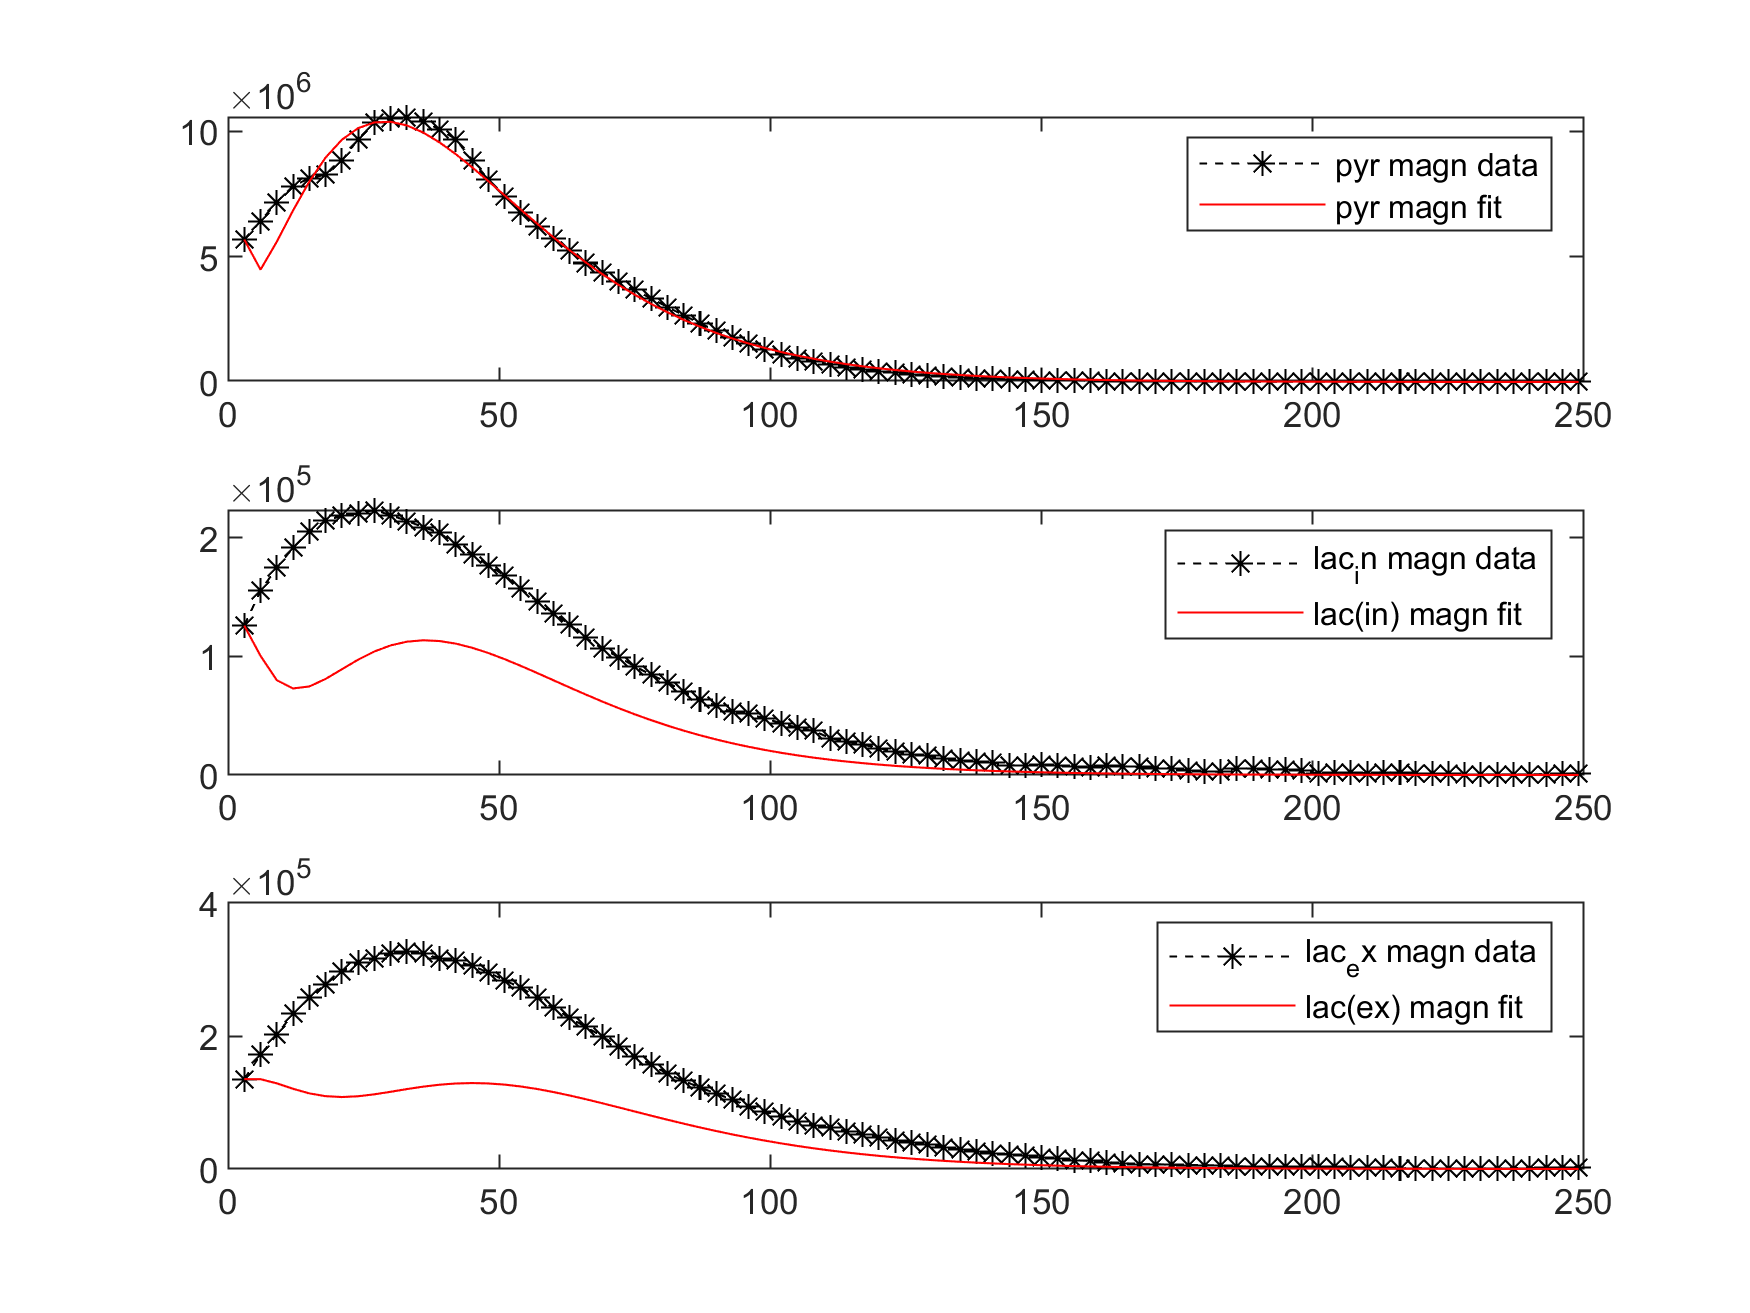 ×10^6
10
5
0
0 50 100 150 200 250
pyr magn data
pyr magn fit
×10^5
2
1
0
0 50 100 150 200 250
lac_in magn data
lac(in) magn fit
×10^5
4
2
0
0 50 100 150 200 250
lac_ex magn data
lac(ex) magn fit